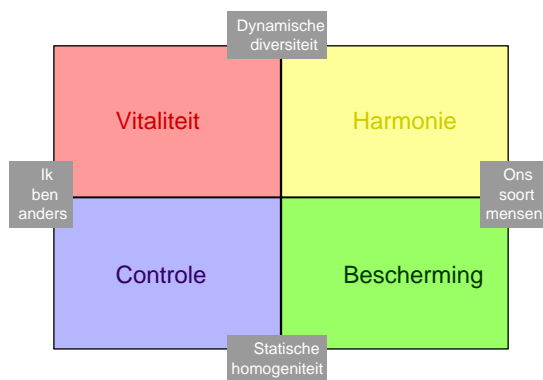 Dynamische
diversiteit
Vitaliteit
Harmonie
Ik
ben
anders
Ons
soort
mensen
Controle
Bescherming
Statische
homogeniteit